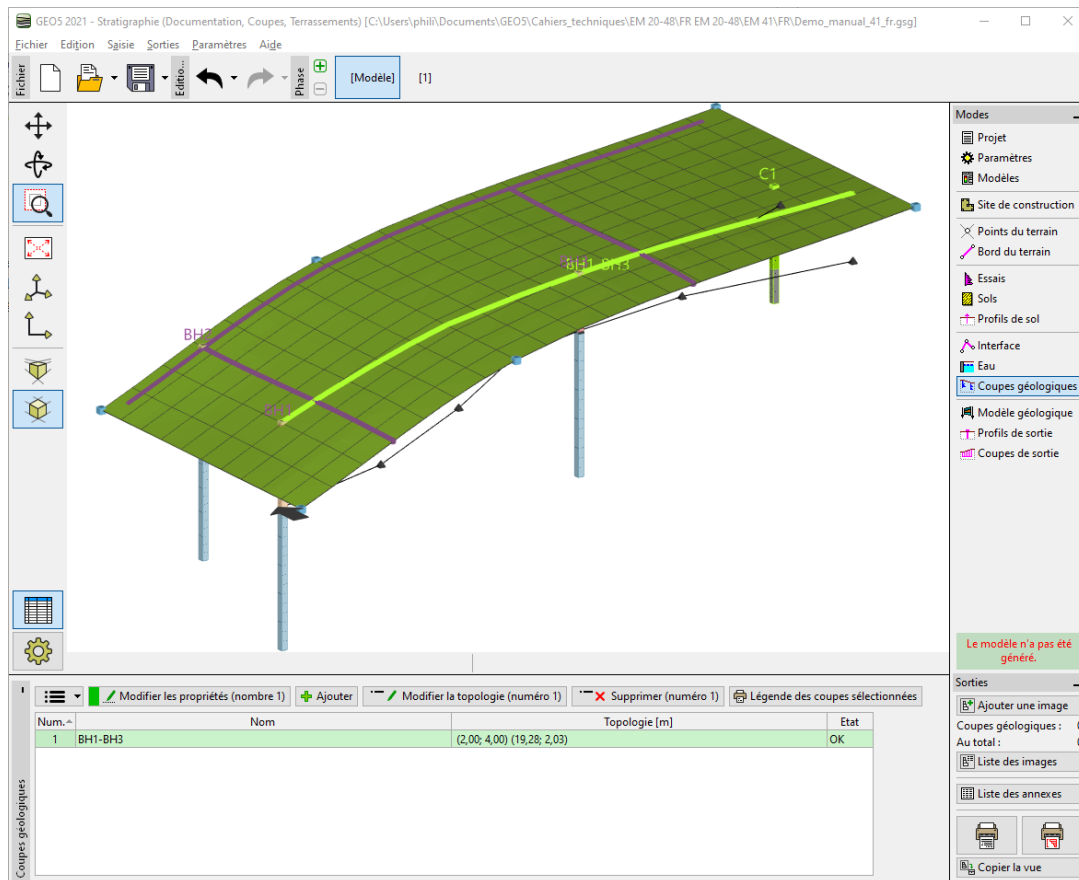 GEO5 2021 - Stratigraphie (Documentation, Coupes, Terrassements) [C:\Users\phili\Documents\GEO5\Cahiers_techniques\EM 20-48\FR EM 20-48\EM 41\FR\Demo_manual_41_fr.gsg]
Fichier Edition Saisie Sorties Paramètres Aide
Fichier
Editio...
Phase
[Modèle] [1]
C1
BH1-BH3
BH2
BH1
Modes
Projet
Paramètres
Modèles
Site de construction
Points du terrain
Bord du terrain
Essais
Sols
Profils de sol
Interface
Eau
Coupes géologiques
Modèle géologique
Profils de sortie
Coupes de sortie
Le modèle n'a pas été
généré.
Sorties
Ajouter une image
Coupes géologiques :
Au total :
Liste des images
Liste des annexes
Copier la vue
Coupes géologiques
Modifier les propriétés (nombre 1) Ajouter Modifier la topologie (numéro 1) Supprimer (numéro 1) Légende des coupes sélectionnées
Num. Nom Topologie [m] Etat
1 BH1-BH3 (2,00; 4,00) (19,28; 2,03) OK